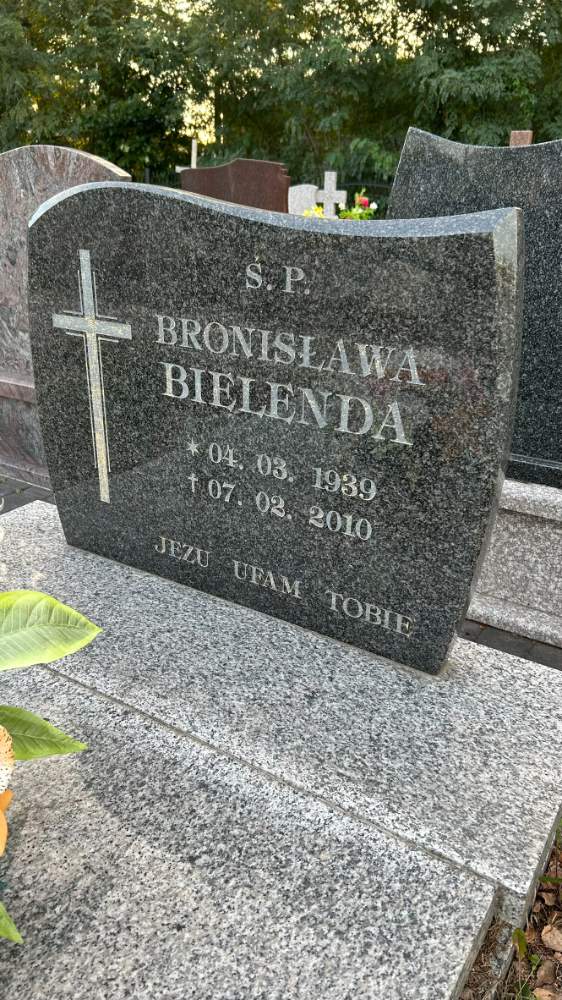 Ś. P.
BRONISŁAWA
BIELENDA
* 04. 03. 1939
† 07. 02. 2010
JEZU UFAM TOBIE